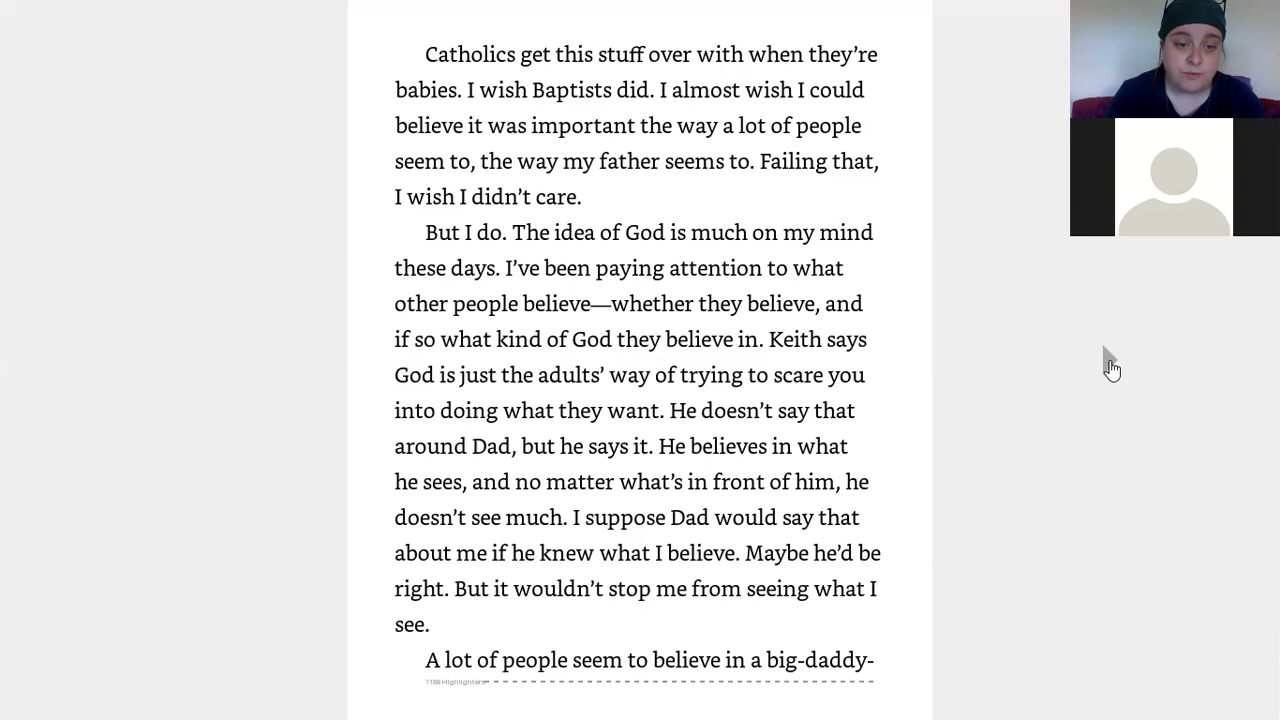 Catholics get this stuff over with when they’re
babies. I wish Baptists did. I almost wish I could
believe it was important the way a lot of people
seem to, the way my father seems to. Failing that,
I wish I didn’t care.
But I do. The idea of God is much on my mind
these days. I’ve been paying attention to what
other people believe—whether they believe, and
if so what kind of God they believe in. Keith says
God is just the adults’ way of trying to scare you
into doing what they want. He doesn’t say that
around Dad, but he says it. He believes in what
he sees, and no matter what’s in front of him, he
doesn’t see much. I suppose Dad would say that
about me if he knew what I believe. Maybe he’d be
right. But it wouldn’t stop me from seeing what I
see.
A lot of people seem to believe in a big-daddy-
1188 Highlighters